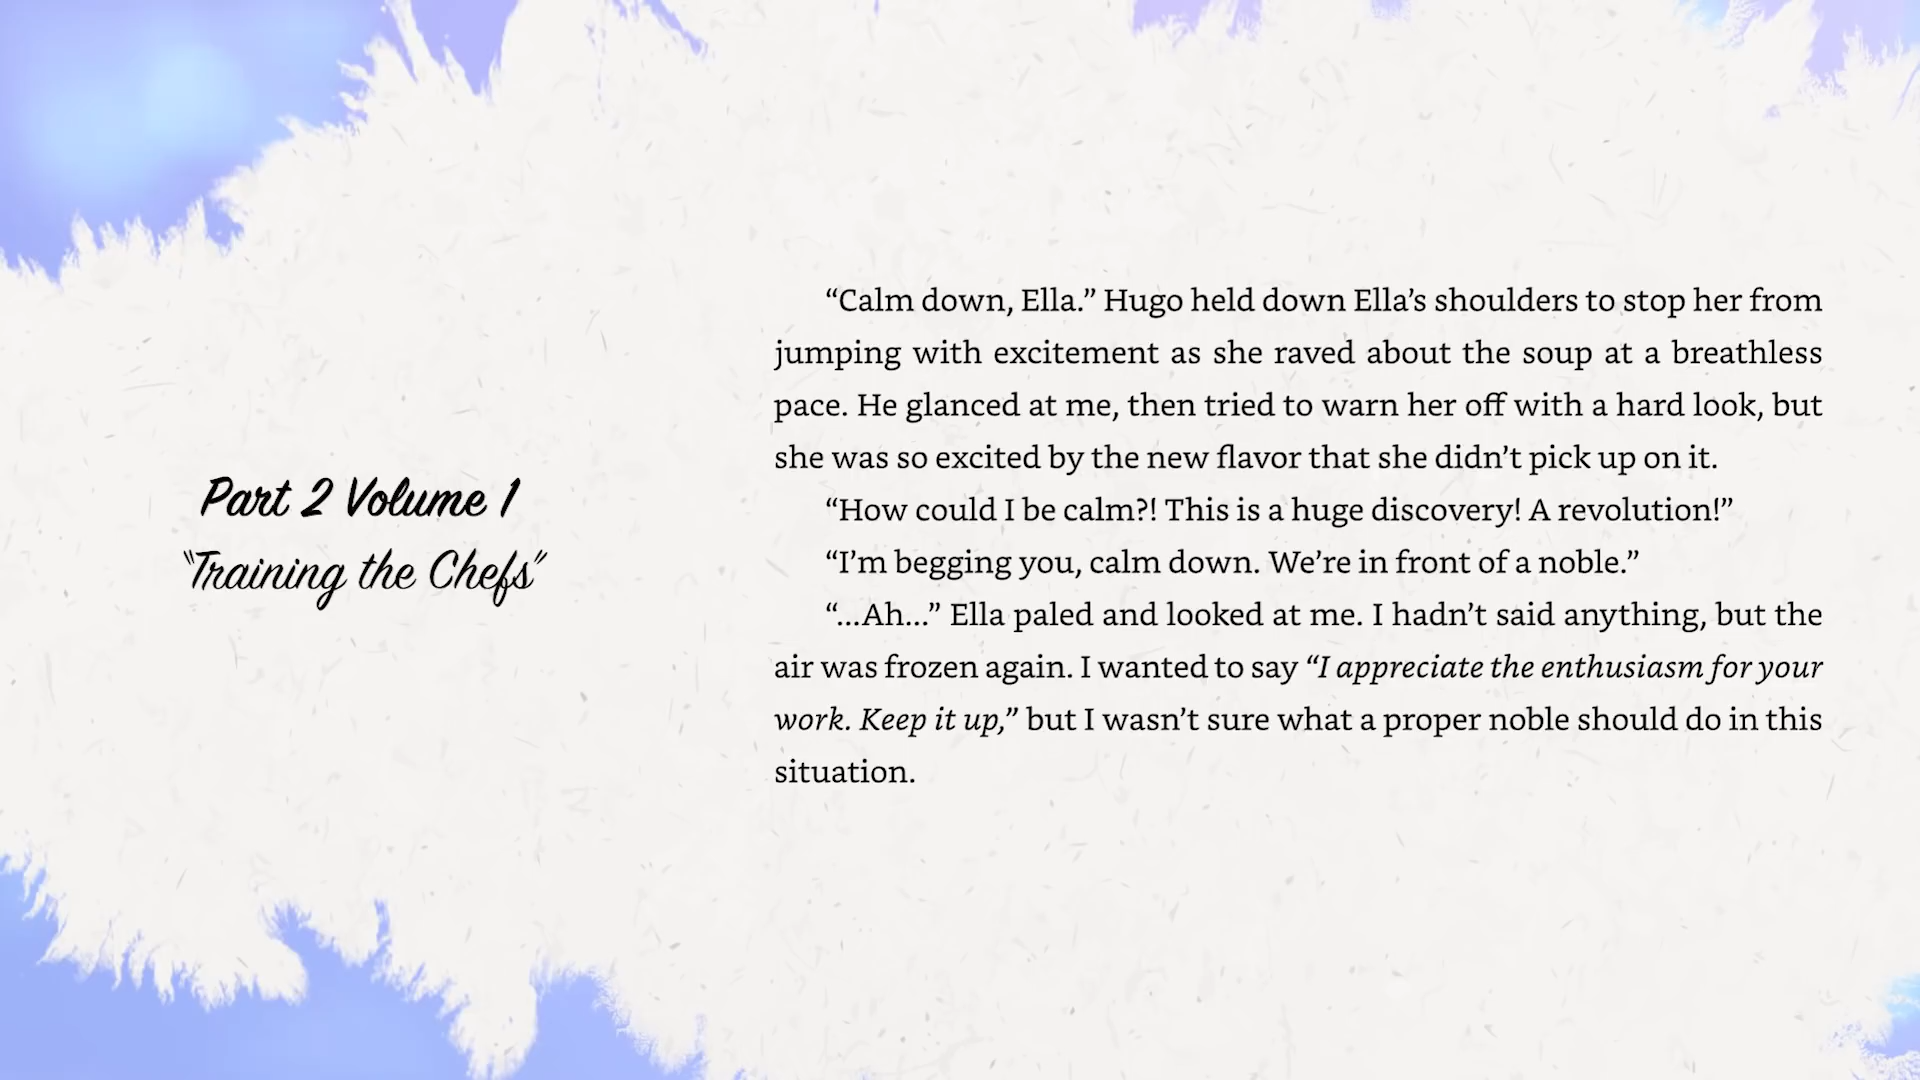 Part 2 Volume 1
"Training the Chefs"
“Calm down, Ella.” Hugo held down Ella’s shoulders to stop her from
jumping with excitement as she raved about the soup at a breathless
pace. He glanced at me, then tried to warn her off with a hard look, but
she was so excited by the new flavor that she didn’t pick up on it.
“How could I be calm?! This is a huge discovery! A revolution!”
“I’m begging you, calm down. We’re in front of a noble.”
“...Ah...” Ella paled and looked at me. I hadn’t said anything, but the
air was frozen again. I wanted to say “I appreciate the enthusiasm for your
work. Keep it up,” but I wasn’t sure what a proper noble should do in this
situation.